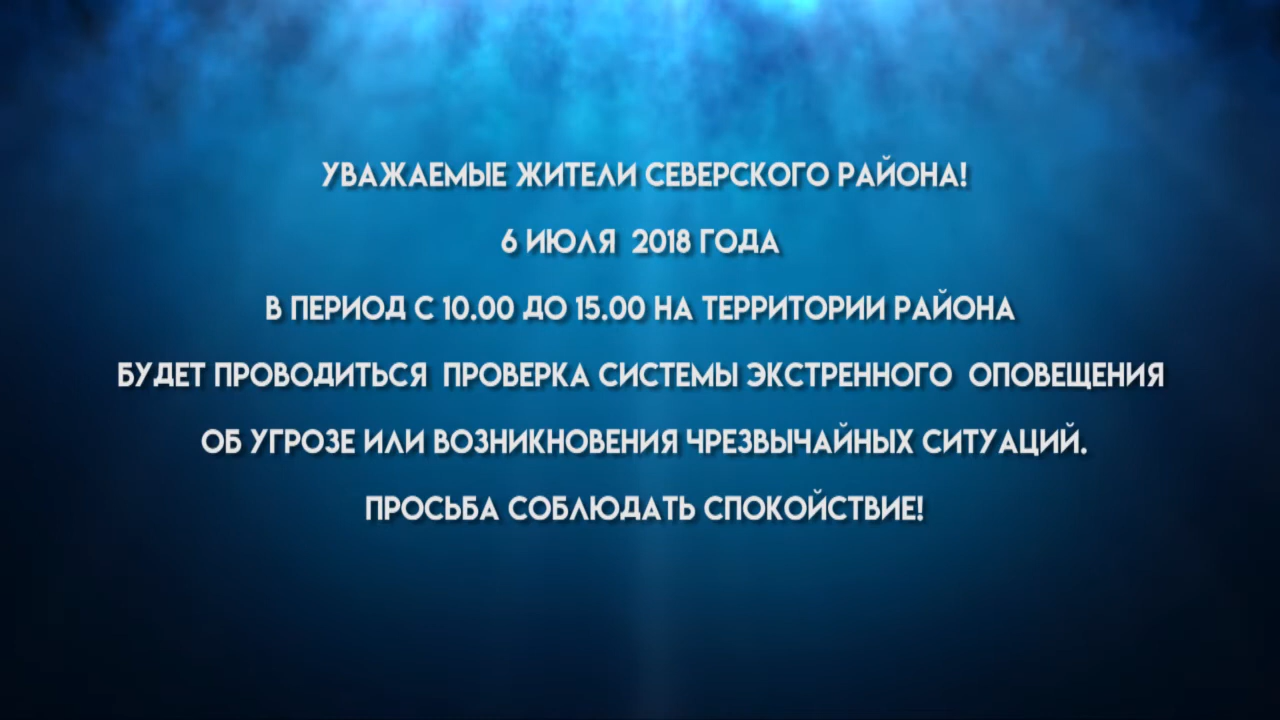 УВАЖАЕМЫЕ ЖИТЕЛИ СЕВЕРСКОГО РАЙОНА!
6 ИЮЛЯ 2018 ГОДА
В ПЕРИОД С 10.00 ДО 15.00 НА ТЕРРИТОРИИ РАЙОНА
БУДЕТ ПРОВОДИТЬСЯ ПРОВЕРКА СИСТЕМЫ ЭКСТРЕННОГО ОПОВЕЩЕНИЯ
ОБ УГРОЗЕ ИЛИ ВОЗНИКНОВЕНИЯ ЧРЕЗВЫЧАЙНЫХ СИТУАЦИЙ.
ПРОСЬБА СОБЛЮДАТЬ СПОКОЙСТВИЕ!